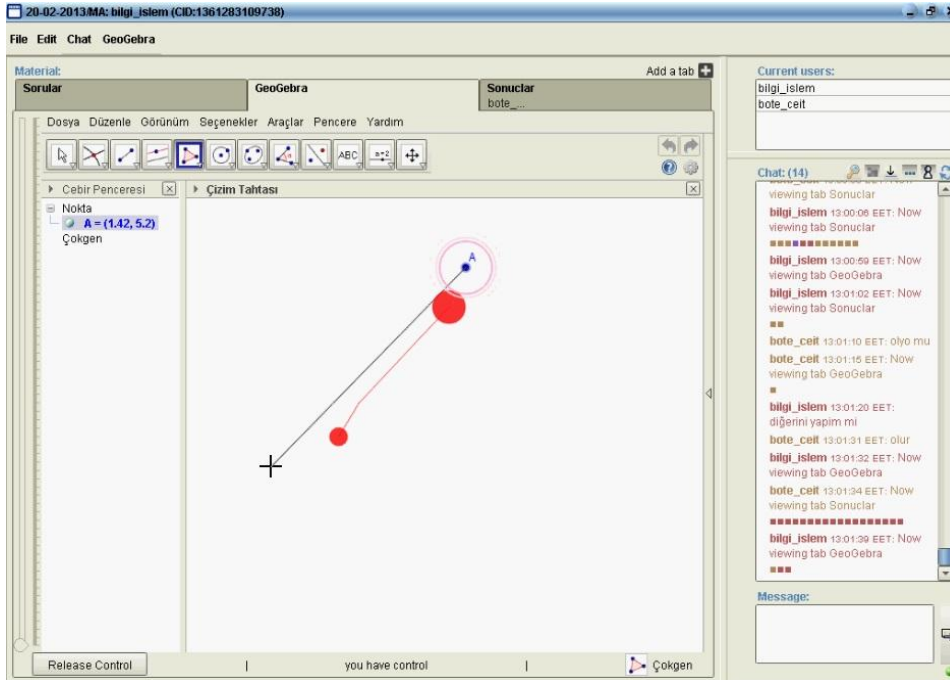 20-02-2013/MA: bilgi_islem (CID:1361283109738)
File Edit Chat GeoGebra
Material:
Add a tab
Sorular
GeoGebra
Sonuclar
bote_...
Dosya Düzenle Görünüm Seçenekler Araçlar Pencere Yardım
ABC
a=2
Cebir Penceresi
Çizim Tahtası
Nokta
A = (1.42, 5.2)
Çokgen
A
Release Control
you have control
Çokgen
Current users:
bilgi_islem
bote_ceit
Chat: (14)
viewing tab Sonuclar
bilgi_islem 13:00:06 EET: Now
viewing tab Sonuclar
bilgi_islem 13:00:59 EET: Now
viewing tab GeoGebra
bilgi_islem 13:01:02 EET: Now
viewing tab Sonuclar
bote_ceit 13:01:10 EET: olyo mu
bote_ceit 13:01:15 EET: Now
viewing tab GeoGebra
bilgi_islem 13:01:20 EET:
diğerini yapim mi
bote_ceit 13:01:31 EET: olur
bilgi_islem 13:01:32 EET: Now
viewing tab GeoGebra
bote_ceit 13:01:34 EET: Now
viewing tab Sonuclar
bilgi_islem 13:01:39 EET: Now
viewing tab GeoGebra
Message: